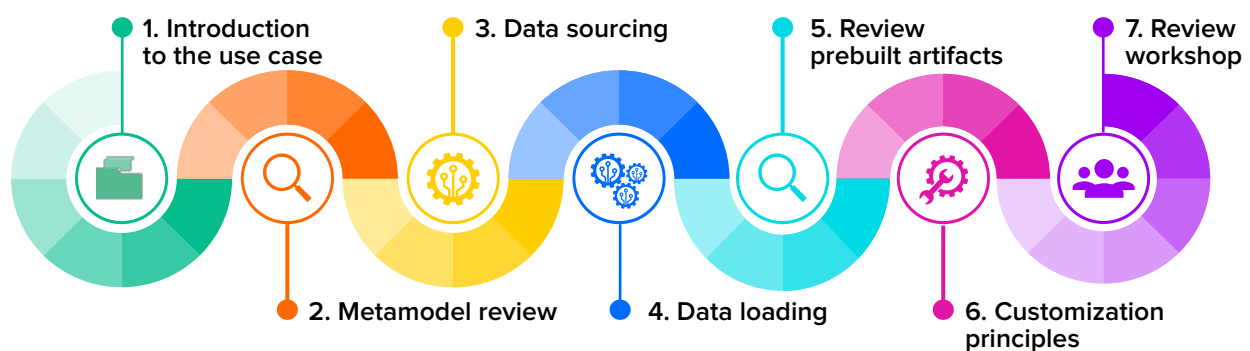 1. Introduction
to the use case
2. Metamodel review
3. Data sourcing
4. Data loading
5. Review
prebuilt artifacts
6. Customization
principles
7. Review
workshop